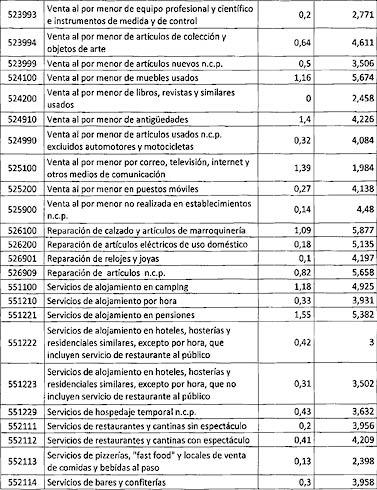 523993 Venta al por menor de equipo profesional y científico e instrumentos de medida y de control 0,2 2,771
523994 Venta al por menor de artículos de colección y objetos de arte 0,64 4,611
523999 Venta al por menor de artículos nuevos n.c.p. 0,5 3,506
524100 Venta al por menor de muebles usados 1,16 5,674
524200 Venta al por menor de libros, revistas y similares usados 0 2,458
524910 Venta al por menor de antigüedades 1,4 4,226
524990 Venta al por menor de artículos usados n.c.p. excluidos automotores y motocicletas 0,32 4,084
525100 Venta al por menor por correo, televisión, internet y otros medios de comunicación 1,39 1,984
525200 Venta al por menor en puestos móviles 0,27 4,138
525900 Venta al por menor no realizada en establecimientos n.c.p. 0,14 4,48
526100 Reparación de calzado y artículos de marroquinería 1,09 5,877
526200 Reparación de artículos eléctricos de uso doméstico 0,18 5,135
526901 Reparación de relojes y joyas 0,1 4,197
526909 Reparación de artículos n.c.p. 0,82 5,658
551100 Servicios de alojamiento en camping 1,18 4,925
551210 Servicios de alojamiento por hora 0,33 3,931
551221 Servicios de alojamiento en pensiones 1,55 5,382
551222 Servicios de alojamiento en hoteles, hosterías y residenciales similares, excepto por hora, que incluyen servicio de restaurante al público 0,42 3
551223 Servicios de alojamiento en hoteles, hosterías y residenciales similares, excepto por hora, que no incluyen servicio de restaurante al público 0,31 3,502
551229 Servicios de hospedaje temporal n.c.p. 0,43 3,632
552111 Servicios de restaurantes y cantinas sin espectáculo 0,2 3,956
552112 Servicios de restaurantes y cantinas con espectáculo 0,41 4,209
552113 Servicios de pizzerías, "fast food" y locales de venta de comidas y bebidas al paso 0,13 2,398
552114 Servicios de bares y confiterías 0,3 3,958